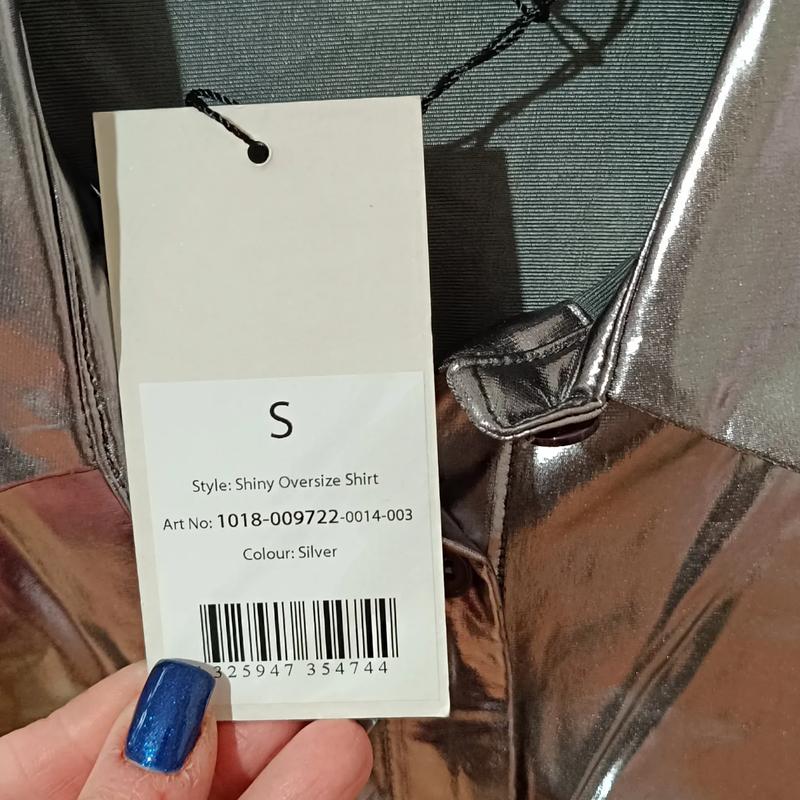 S
Style: Shiny Oversize Shirt
Art No: 1018-009722-0014-003
Colour: Silver
325947 354744